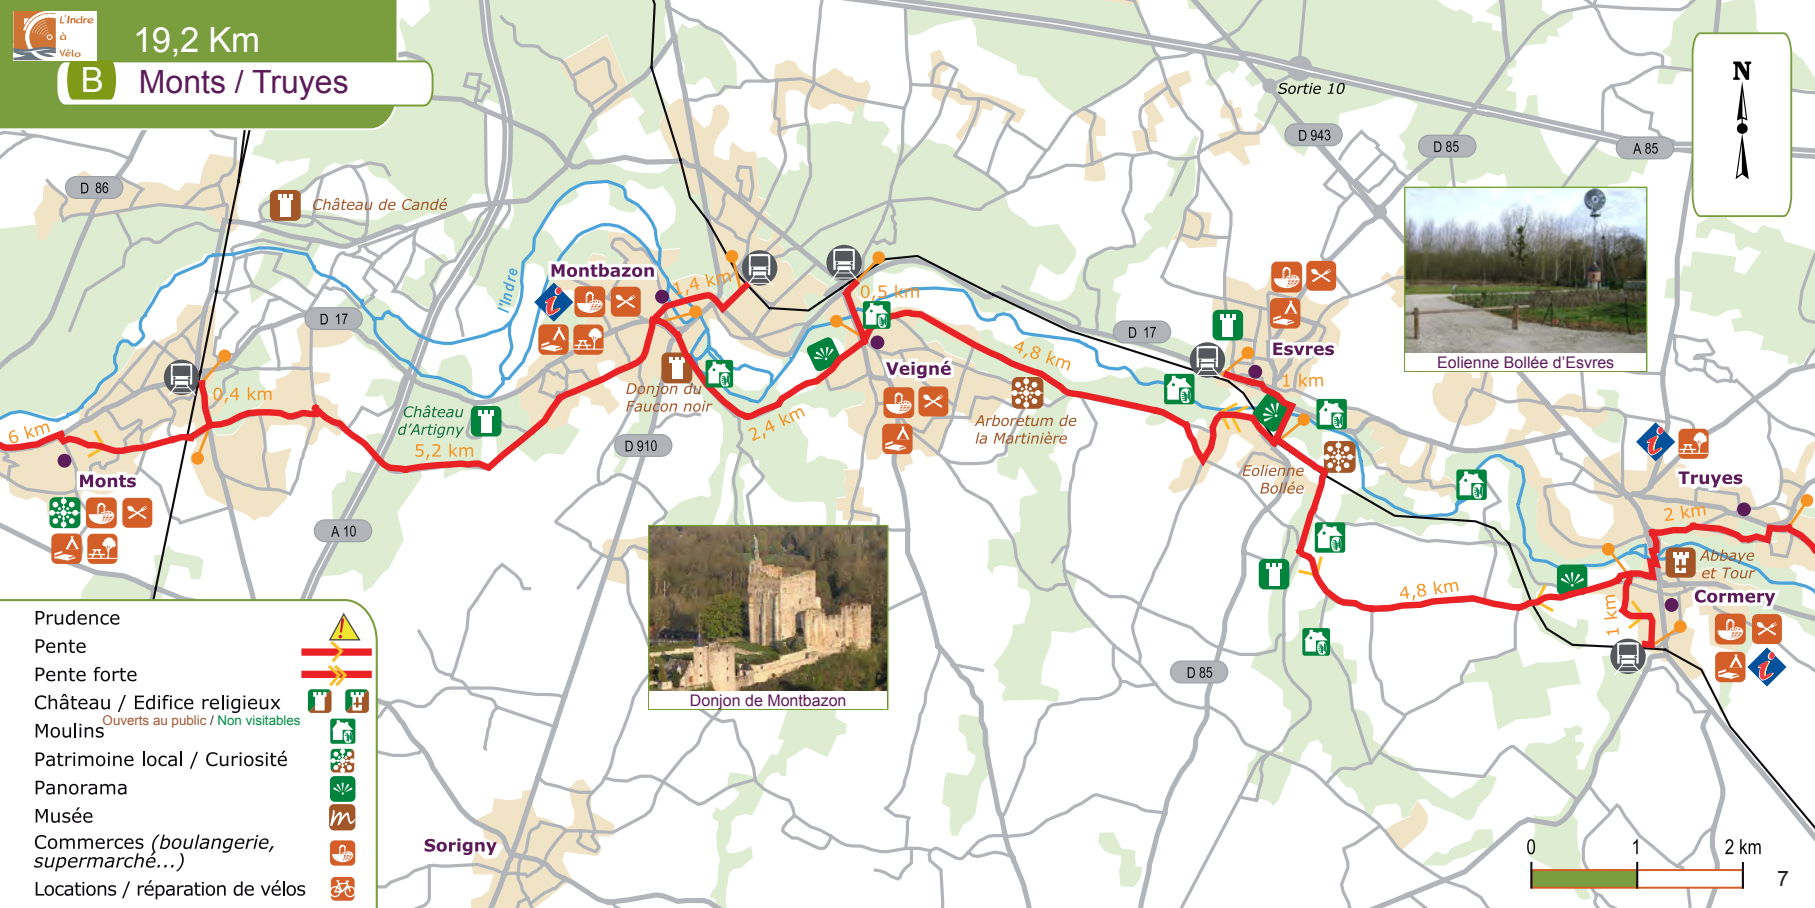 L'Indre
à
Vélo
19,2 Km
B Monts / Truyes
N
Sortie 10
D 943
D 85
A 85
D 86
Château de Candé
l'Indre
Montbazon
1,4 km
0,5 km
D 17
D 17
Esvres
Eolienne Bollée d'Esvres
4,8 km
Veigné
1 km
0,4 km
Donjon du
Faucon noir
Château
d'Artigny
2,4 km
Arborétum de
la Martinière
6 km
5,2 km
D 910
Monts
Eolienne
Bollée
Truyes
2 km
A 10
Abbaye
et Tour
4,8 km
1 km
Cormery
Donjon de Montbazon
D 85
Prudence
Pente
Pente forte
Château / Edifice religieux
Ouverts au public / Non visitables
Moulins
Patrimoine local / Curiosité
Panorama
Musée
m
Commerces (boulangerie,
supermarché...)
Locations / réparation de vélos
Sorigny
0 1 2 km
7